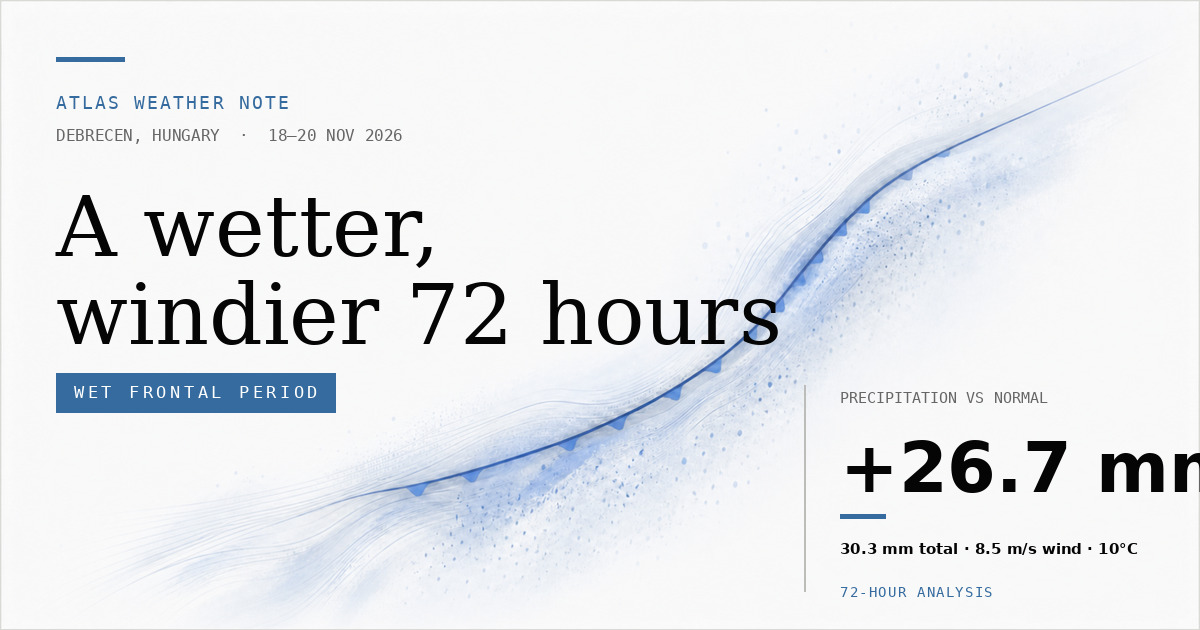 ATLAS WEATHER NOTE
DEBRECEN, HUNGARY · 18–20 NOV 2026
A wetter,
windier 72 hours
WET FRONTAL PERIOD
PRECIPITATION VS NORMAL
+26.7 mm
30.3 mm total · 8.5 m/s wind · 10°C
72-HOUR ANALYSIS